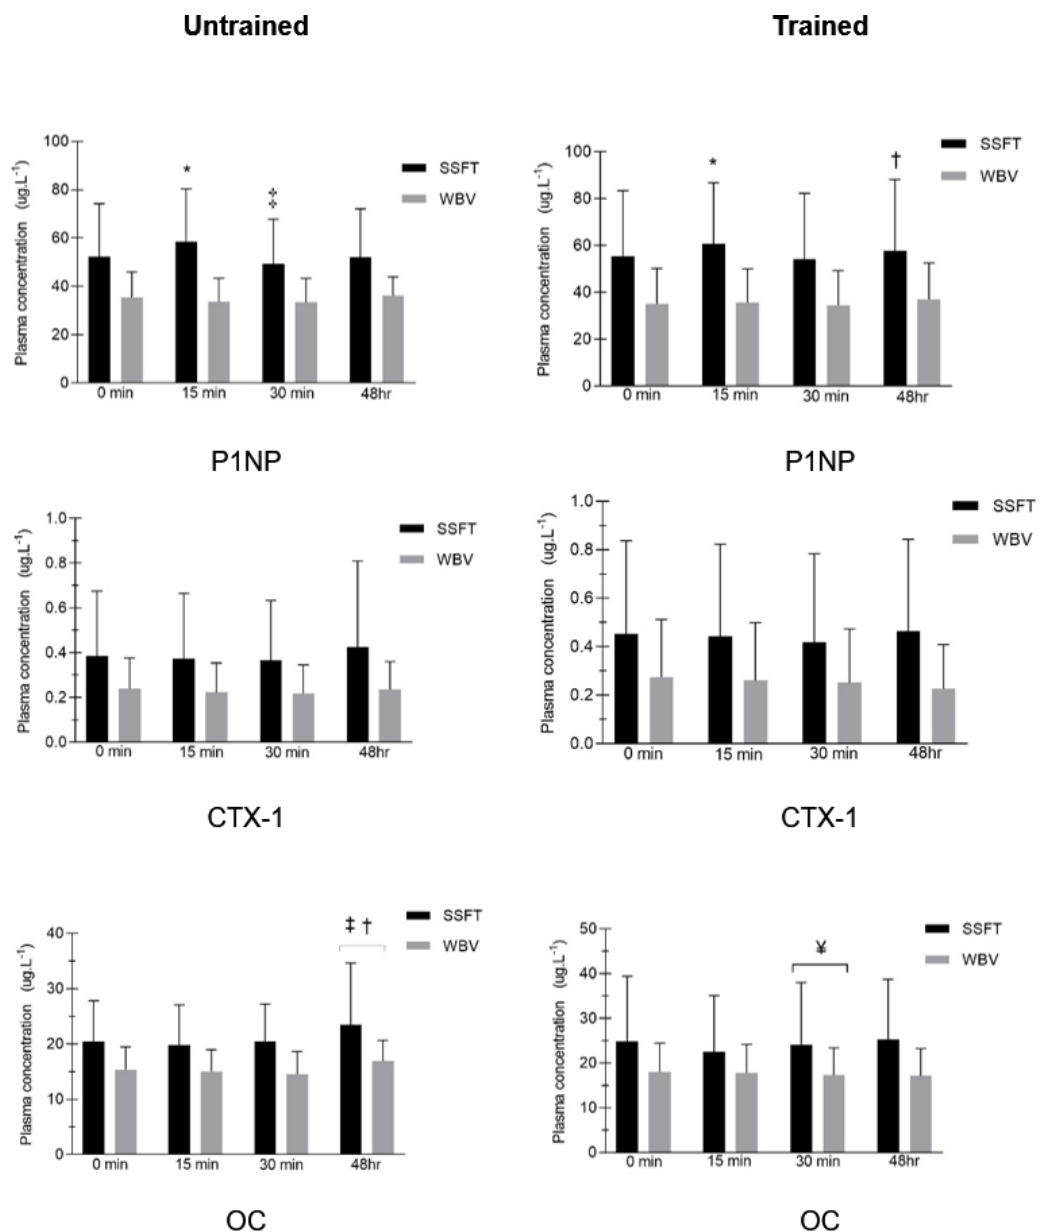 Untrained
Trained
*
‡
SSFT
WBV
Plasma concentration (ug.L-1)
100
80
60
40
20
0
0 min 15 min 30 min 48hr
P1NP
*
†
SSFT
WBV
Plasma concentration (ug.L-1)
100
80
60
40
20
0
0 min 15 min 30 min 48hr
P1NP
SSFT
WBV
Plasma concentration (ug.L-1)
1.0
0.8
0.6
0.4
0.2
0.0
0 min 15 min 30 min 48hr
CTX-1
SSFT
WBV
Plasma concentration (ug.L-1)
1.0
0.8
0.6
0.4
0.2
0.0
0 min 15 min 30 min 48hr
CTX-1
‡ †
SSFT
WBV
Plasma concentration (ug.L-1)
40
30
20
10
0
0 min 15 min 30 min 48hr
OC
¥
SSFT
WBV
Plasma concentration (ug.L-1)
50
40
30
20
10
0
0 min 15 min 30 min 48hr
OC